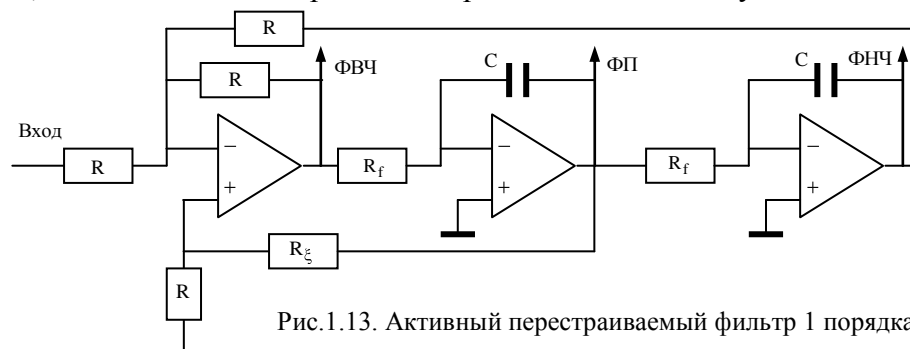 R
ФВЧ
C
ФП
C
ФНЧ
R
Вход
R
−
+
R_f
−
+
R_f
−
+
R_ξ
R
Рис.1.13. Активный перестраиваемый фильтр 1 порядка